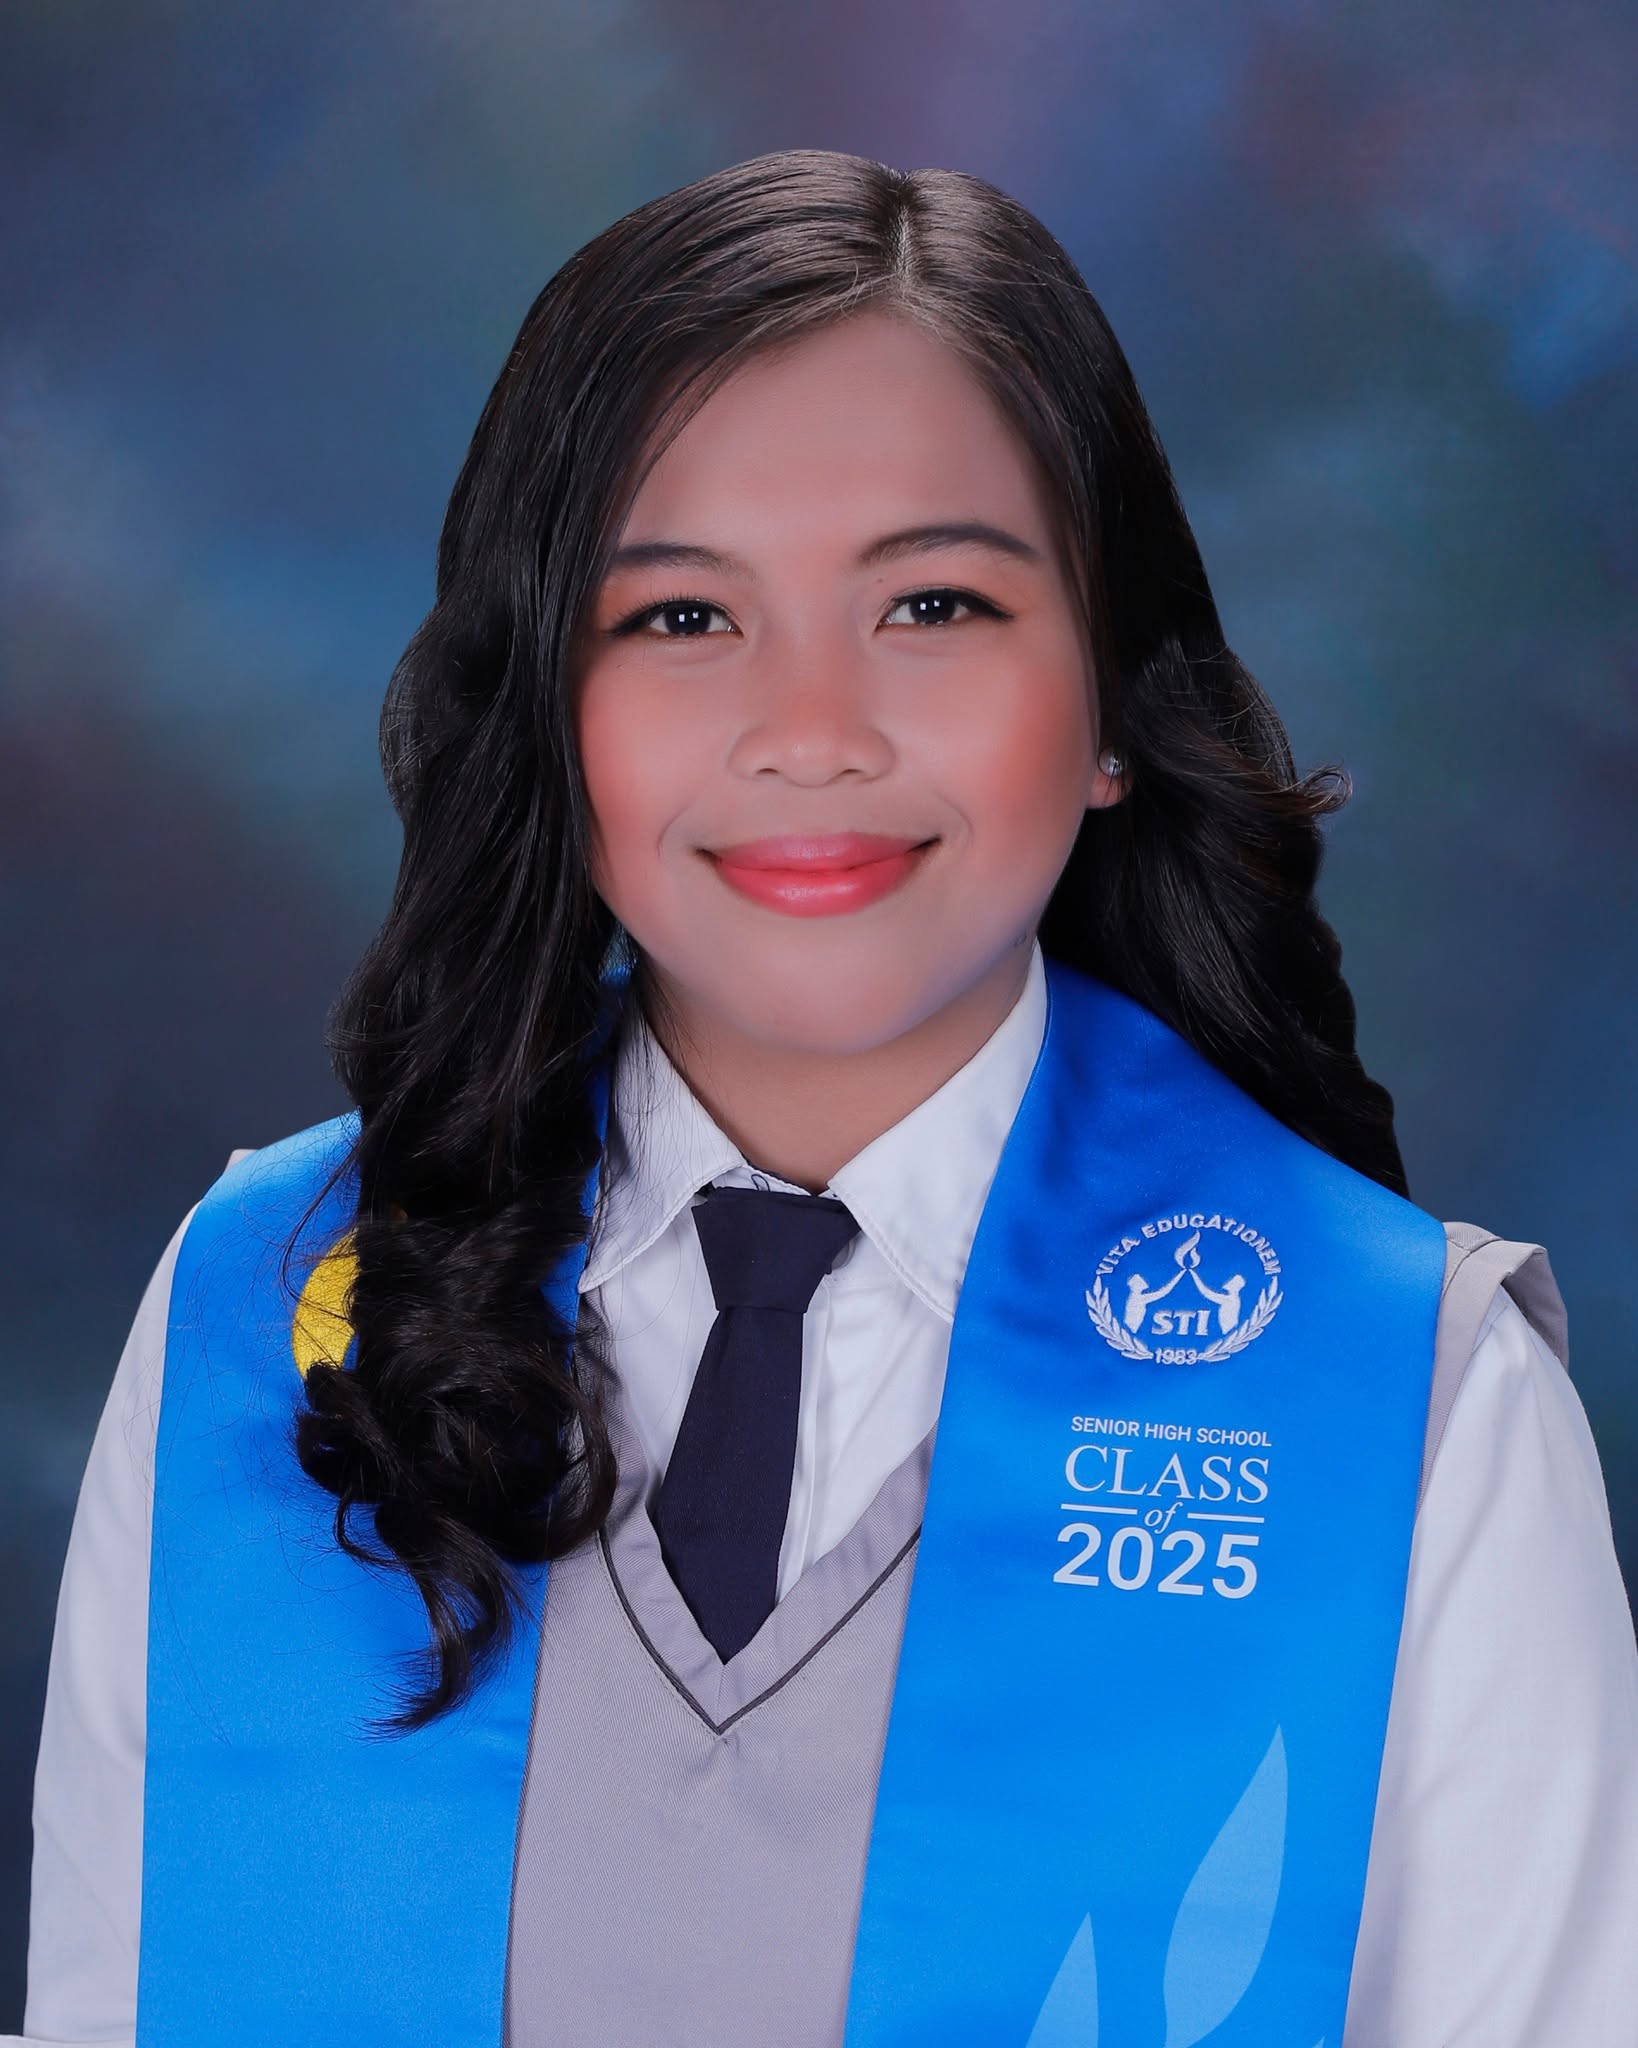 VITA EDUCATIONEM
STI
1983
SENIOR HIGH SCHOOL
CLASS
of
2025